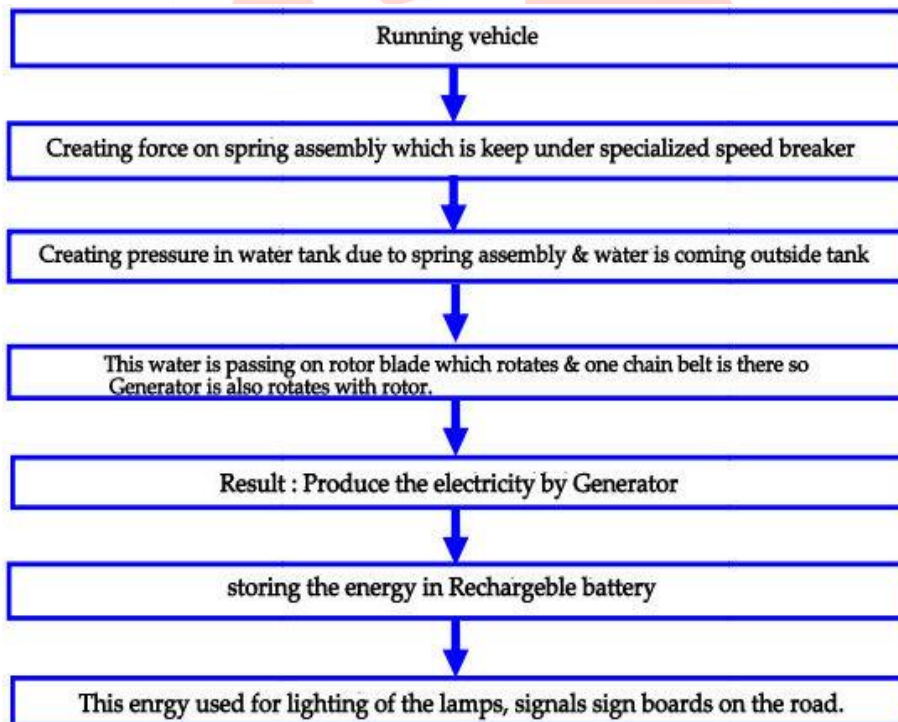 Running vehicle
Creating force on spring assembly which is keep under specialized speed breaker
Creating pressure in water tank due to spring assembly & water is coming outside tank
This water is passing on rotor blade which rotates & one chain belt is there so
Generator is also rotates with rotor.
Result : Produce the electricity by Generator
storing the energy in Rechargeble battery
This enrgy used for lighting of the lamps, signals sign boards on the road.